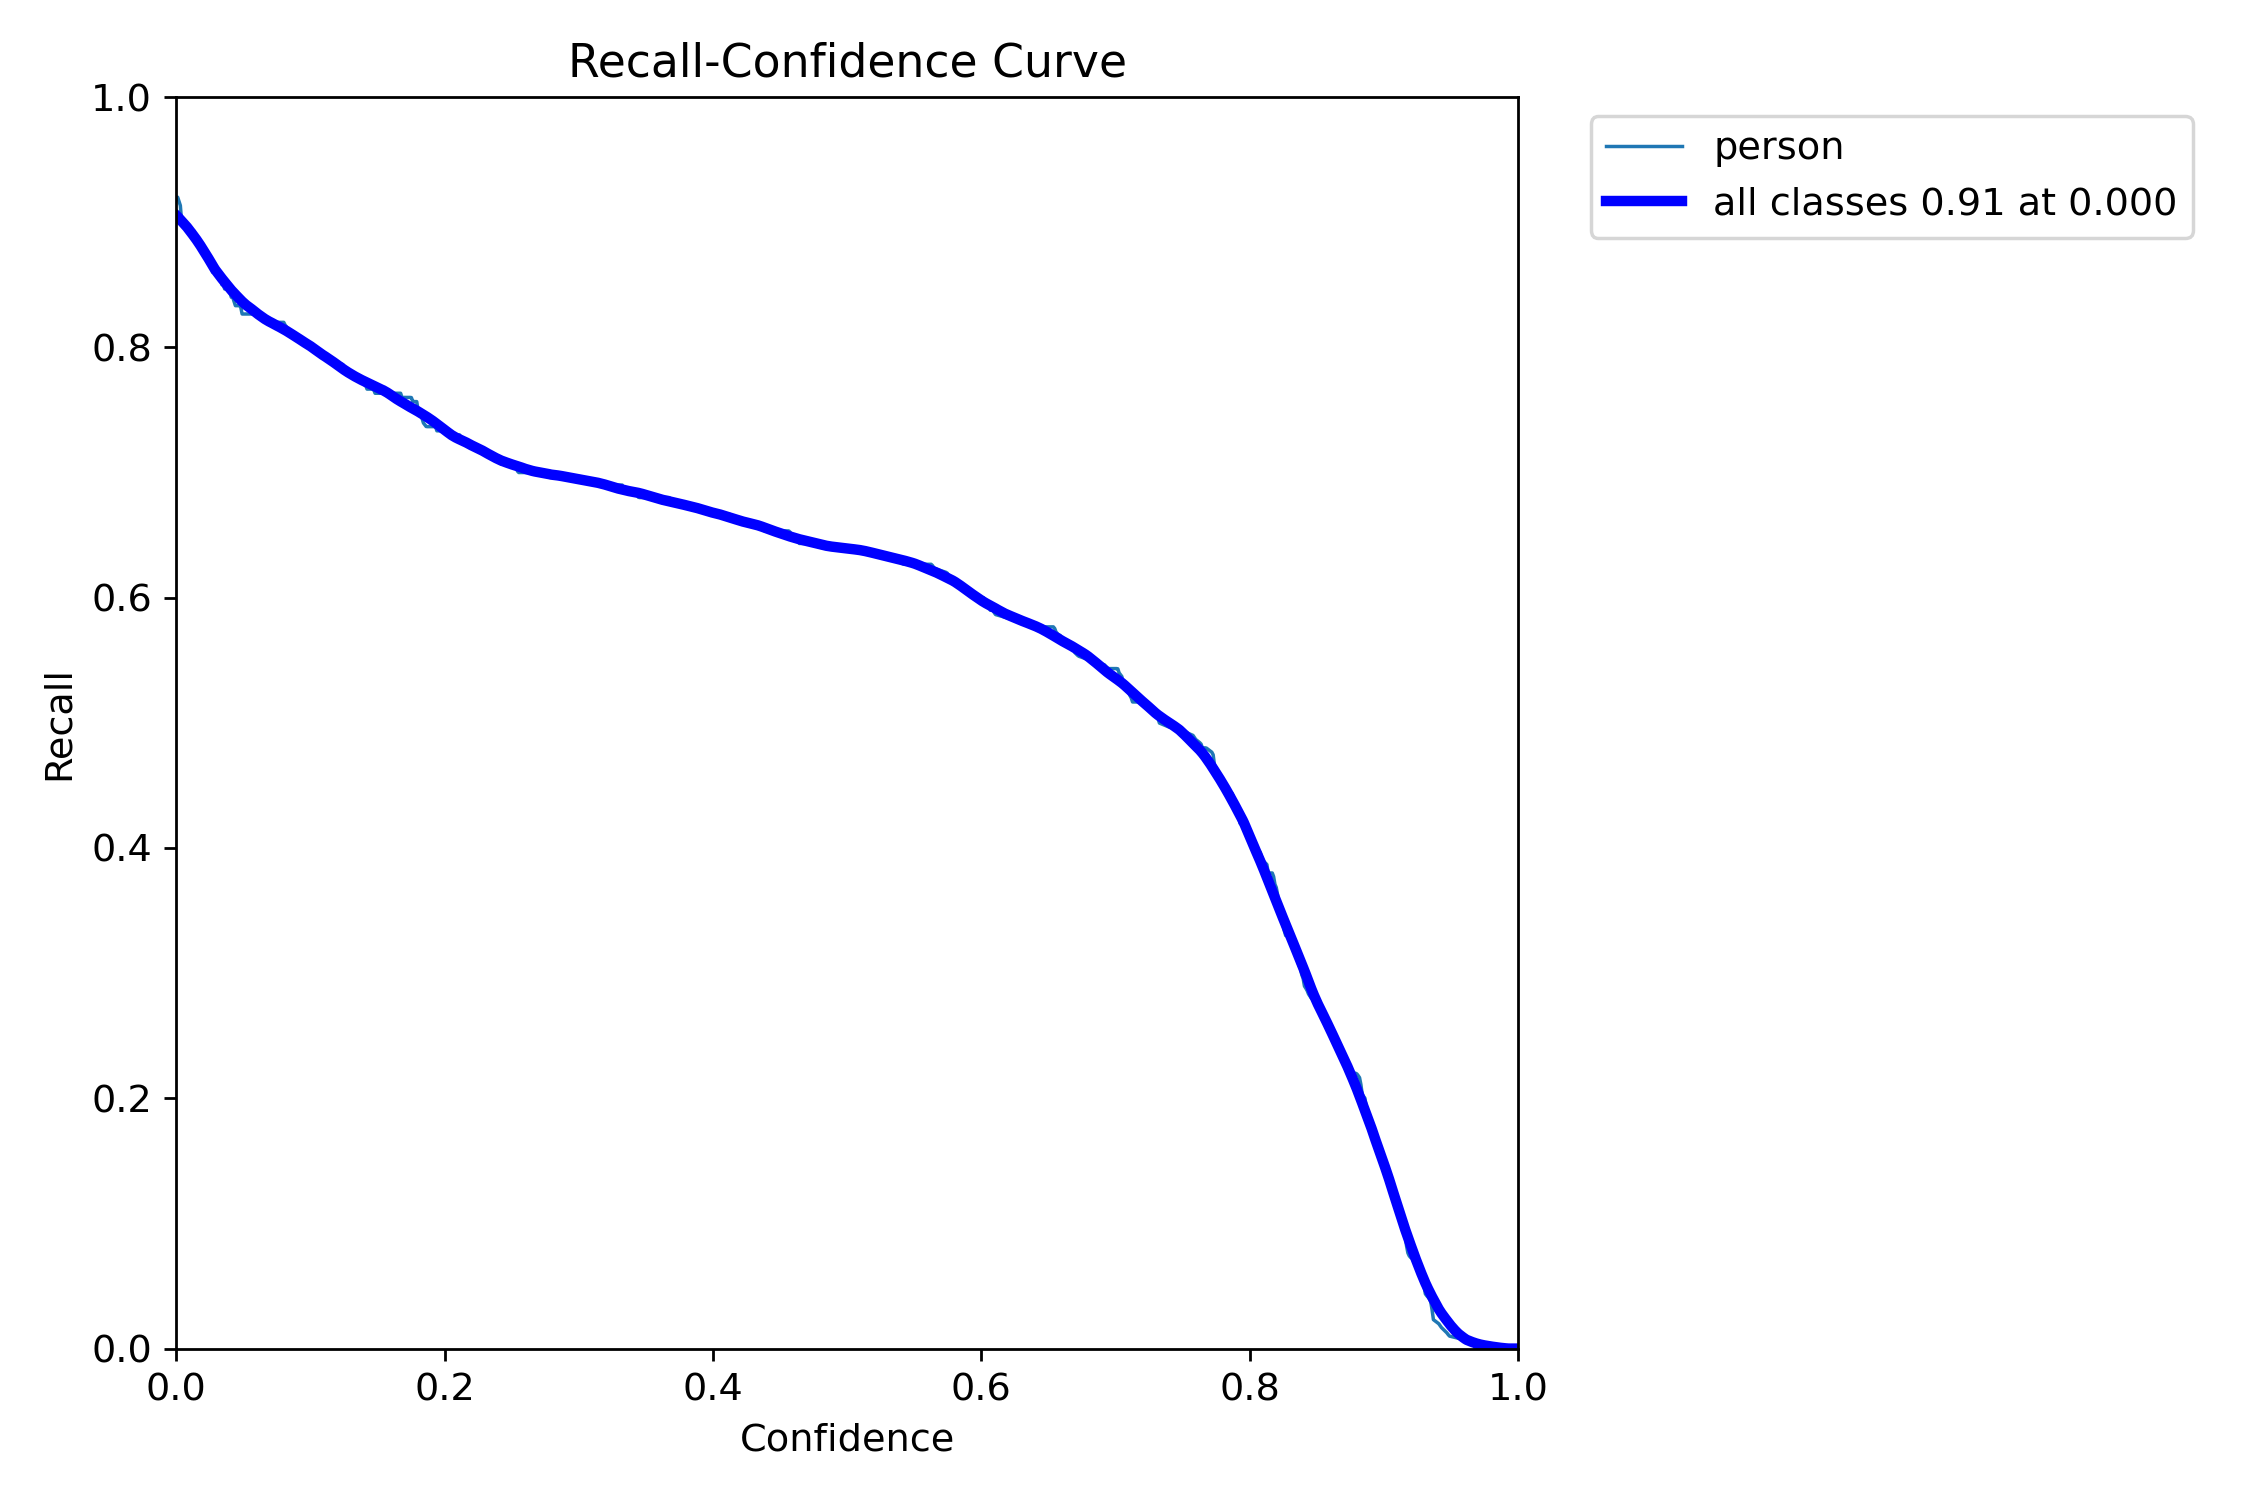 Recall-Confidence Curve
1.0
0.8
0.6
0.4
0.2
0.0
Recall
0.0 0.2 0.4 0.6 0.8 1.0
Confidence
person
all classes 0.91 at 0.000